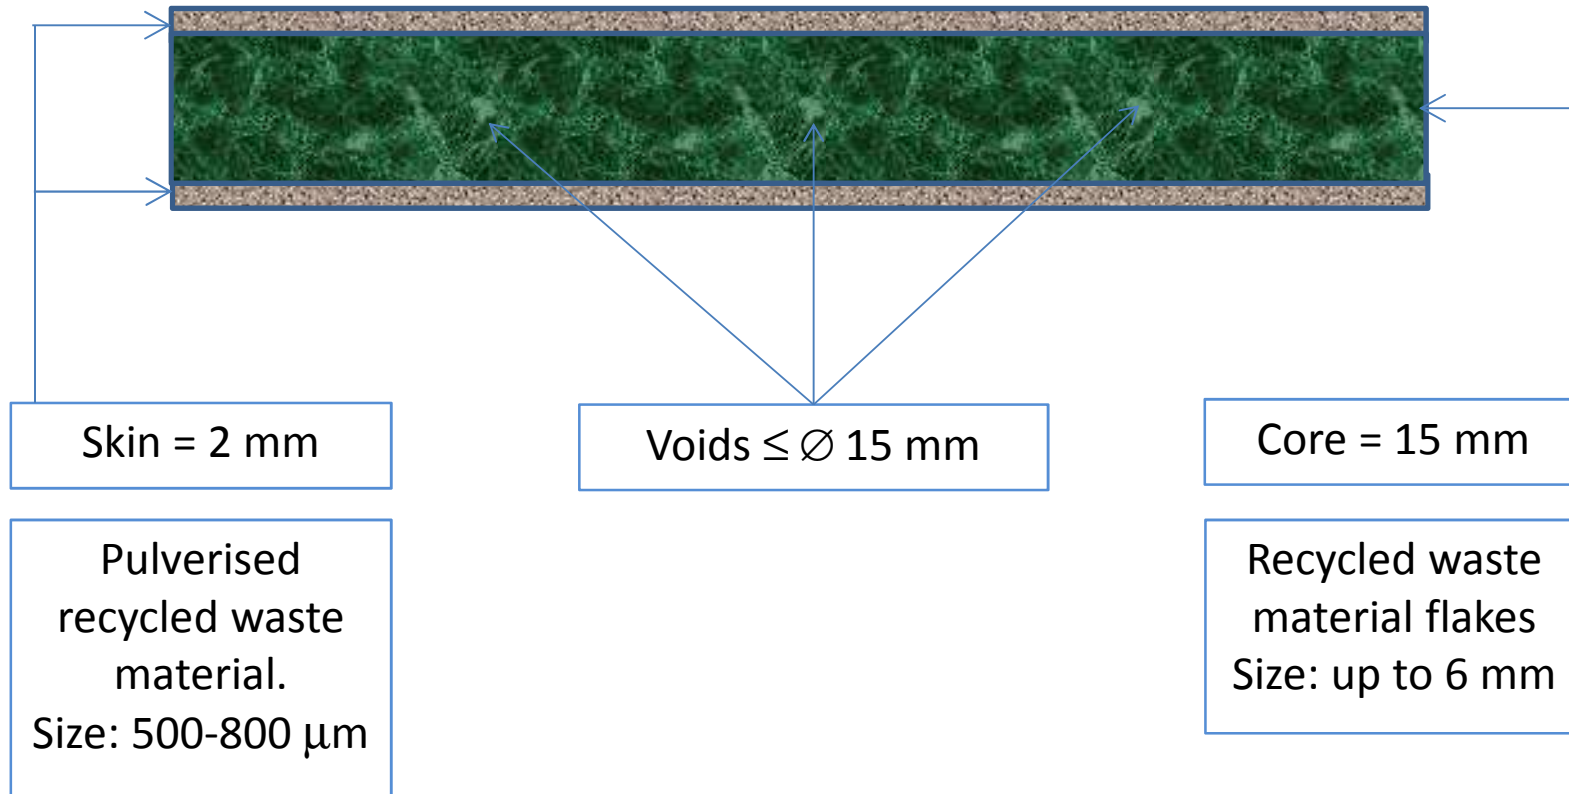 Skin = 2 mm
Voids ≤ ∅ 15 mm
Core = 15 mm
Pulverised
recycled waste
material.
Size: 500-800 μm
Recycled waste
material flakes
Size: up to 6 mm